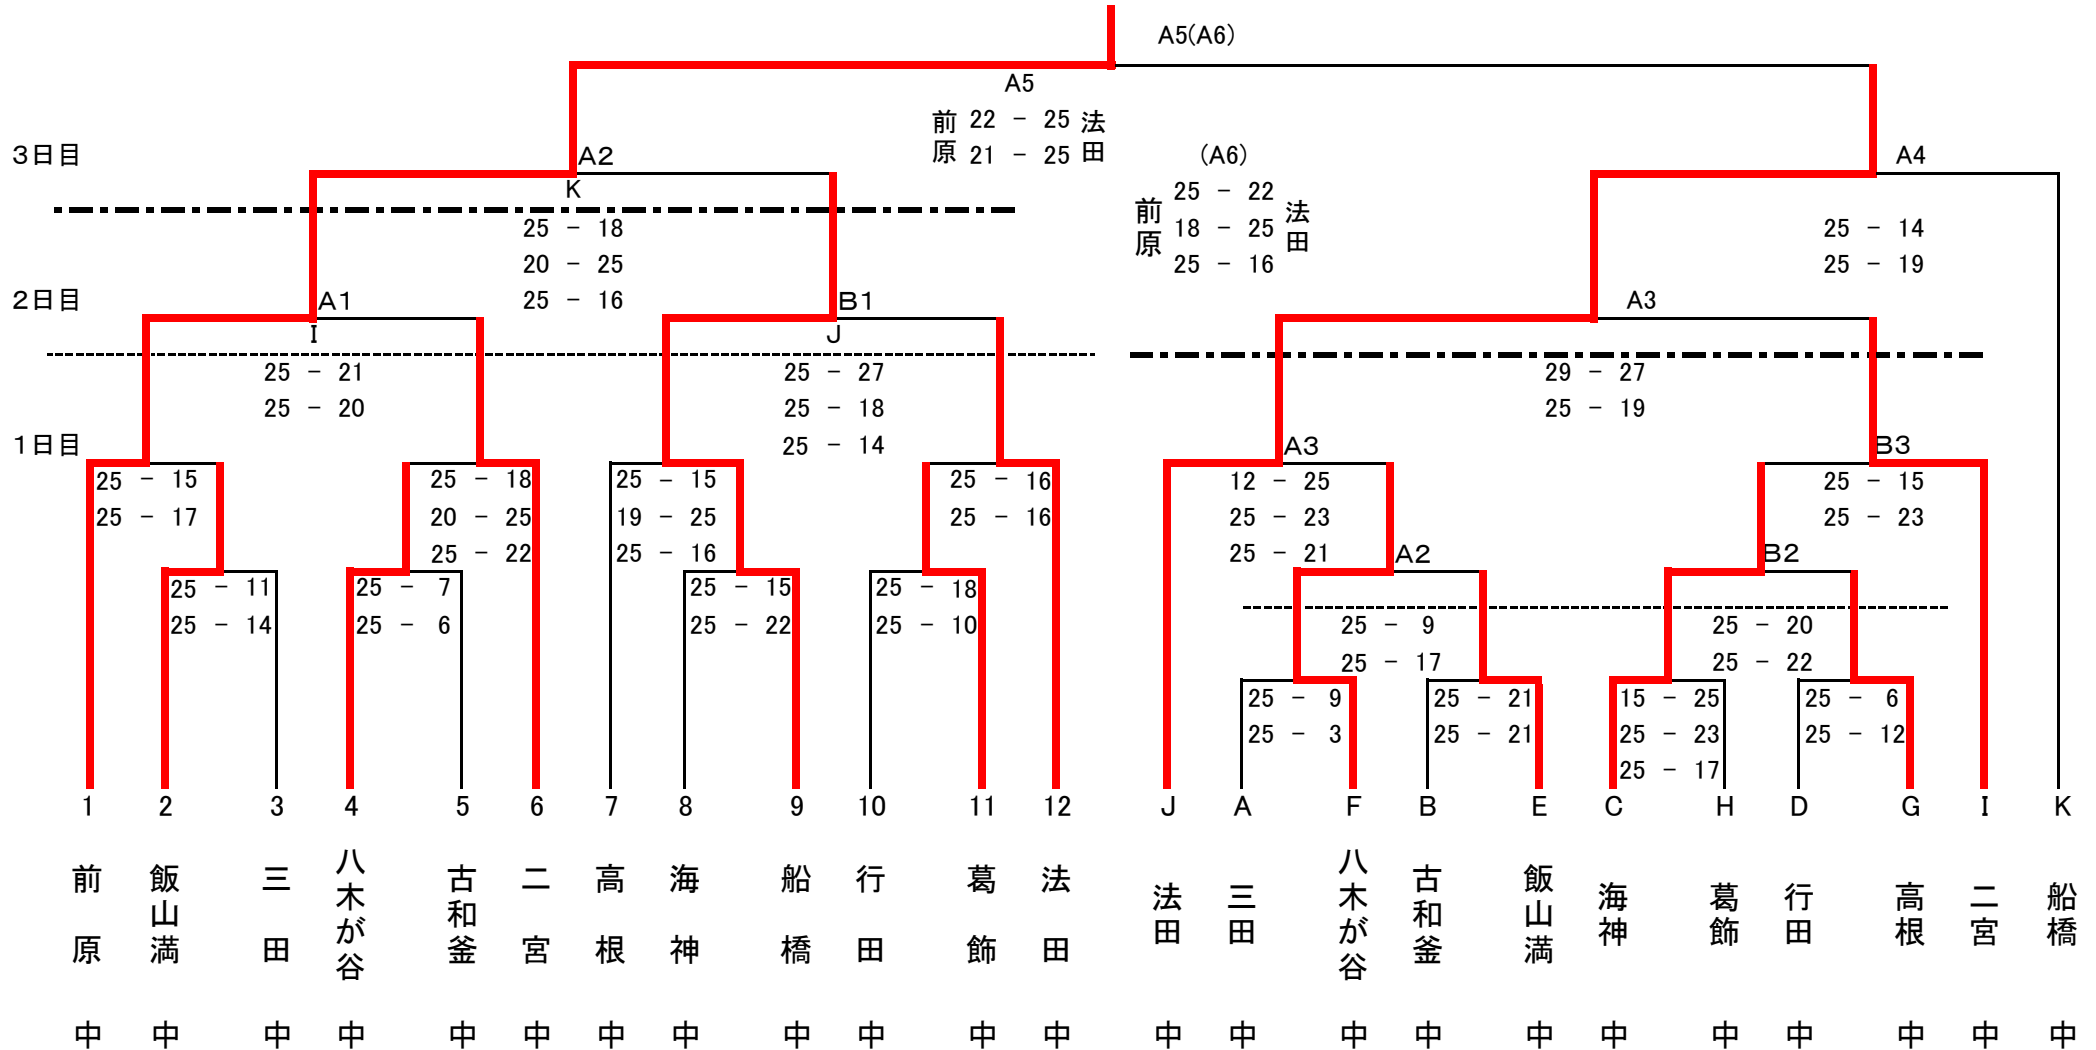 A5(A6)
A5
前原 22 － 25 法田
21 － 25
3日目
A2
(A6)
A4
K
前原 25 － 22 法田
18 － 25
25 － 16
25 － 18
20 － 25
25 － 16
25 － 14
25 － 19
2日目
A1
B1
A3
I
J
25 － 21
25 － 20
25 － 27
25 － 18
25 － 14
29 － 27
25 － 19
1日目
A3
B3
25 － 15
25 － 17
25 － 18
20 － 25
25 － 22
25 － 15
19 － 25
25 － 16
25 － 16
25 － 16
12 － 25
25 － 23
25 － 21
25 － 15
25 － 23
A2
B2
25 － 11
25 － 14
25 － 7
25 － 6
25 － 15
25 － 22
25 － 18
25 － 10
25 － 9
25 － 17
25 － 20
25 － 22
25 － 9
25 － 3
25 － 21
25 － 21
15 － 25
25 － 23
25 － 17
25 － 6
25 － 12
1 2 3 4 5 6 7 8 9 10 11 12 J A F B E C H D G I K
前原中
飯山満中
三田中
八木が谷中
古和釜中
二宮中
高根中
海神中
船橋中
行田中
葛飾中
法田中
法田中
三田中
八木が谷中
古和釜中
飯山満中
海神中
葛飾中
行田中
高根中
二宮中
船橋中